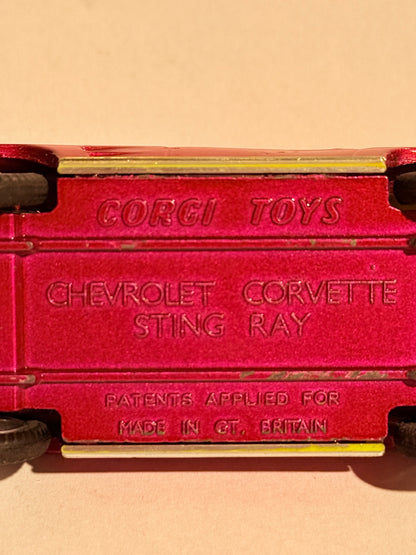 CORGI TOYS
CHEVROLET CORVETTE
STING RAY
PATENTS APPLIED FOR
MADE IN GT. BRITAIN